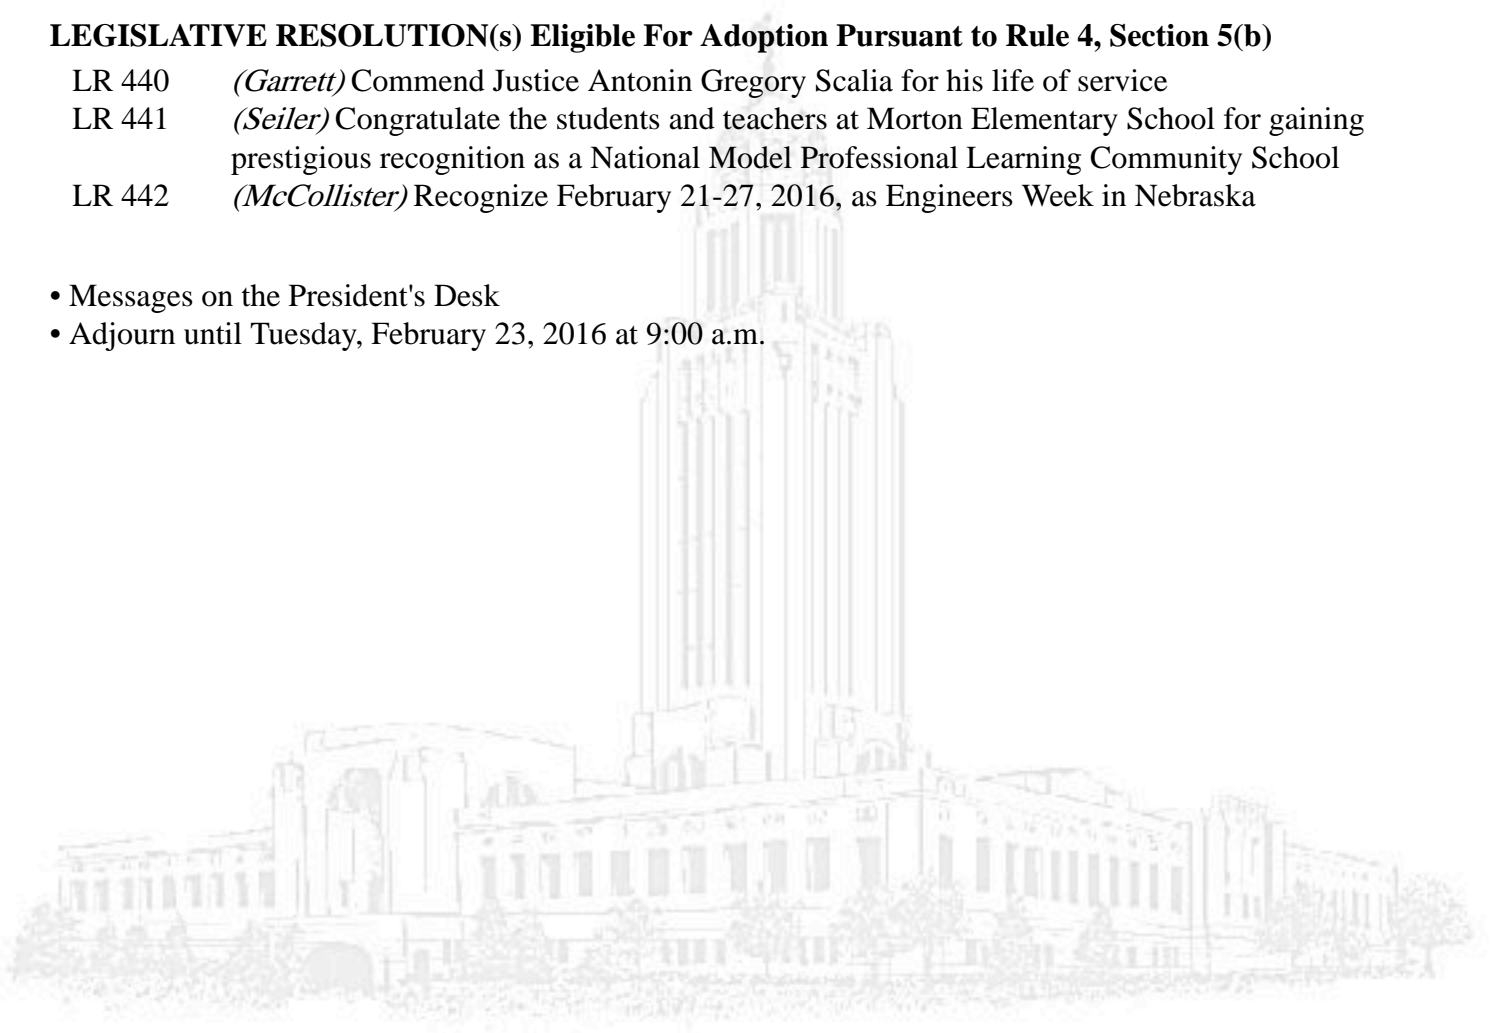 LEGISLATIVE RESOLUTION(s) Eligible For Adoption Pursuant to Rule 4, Section 5(b)
LR 440 (Garrett) Commend Justice Antonin Gregory Scalia for his life of service
LR 441 (Seiler) Congratulate the students and teachers at Morton Elementary School for gaining
prestigious recognition as a National Model Professional Learning Community School
LR 442 (McCollister) Recognize February 21-27, 2016, as Engineers Week in Nebraska
• Messages on the President's Desk
• Adjourn until Tuesday, February 23, 2016 at 9:00 a.m.